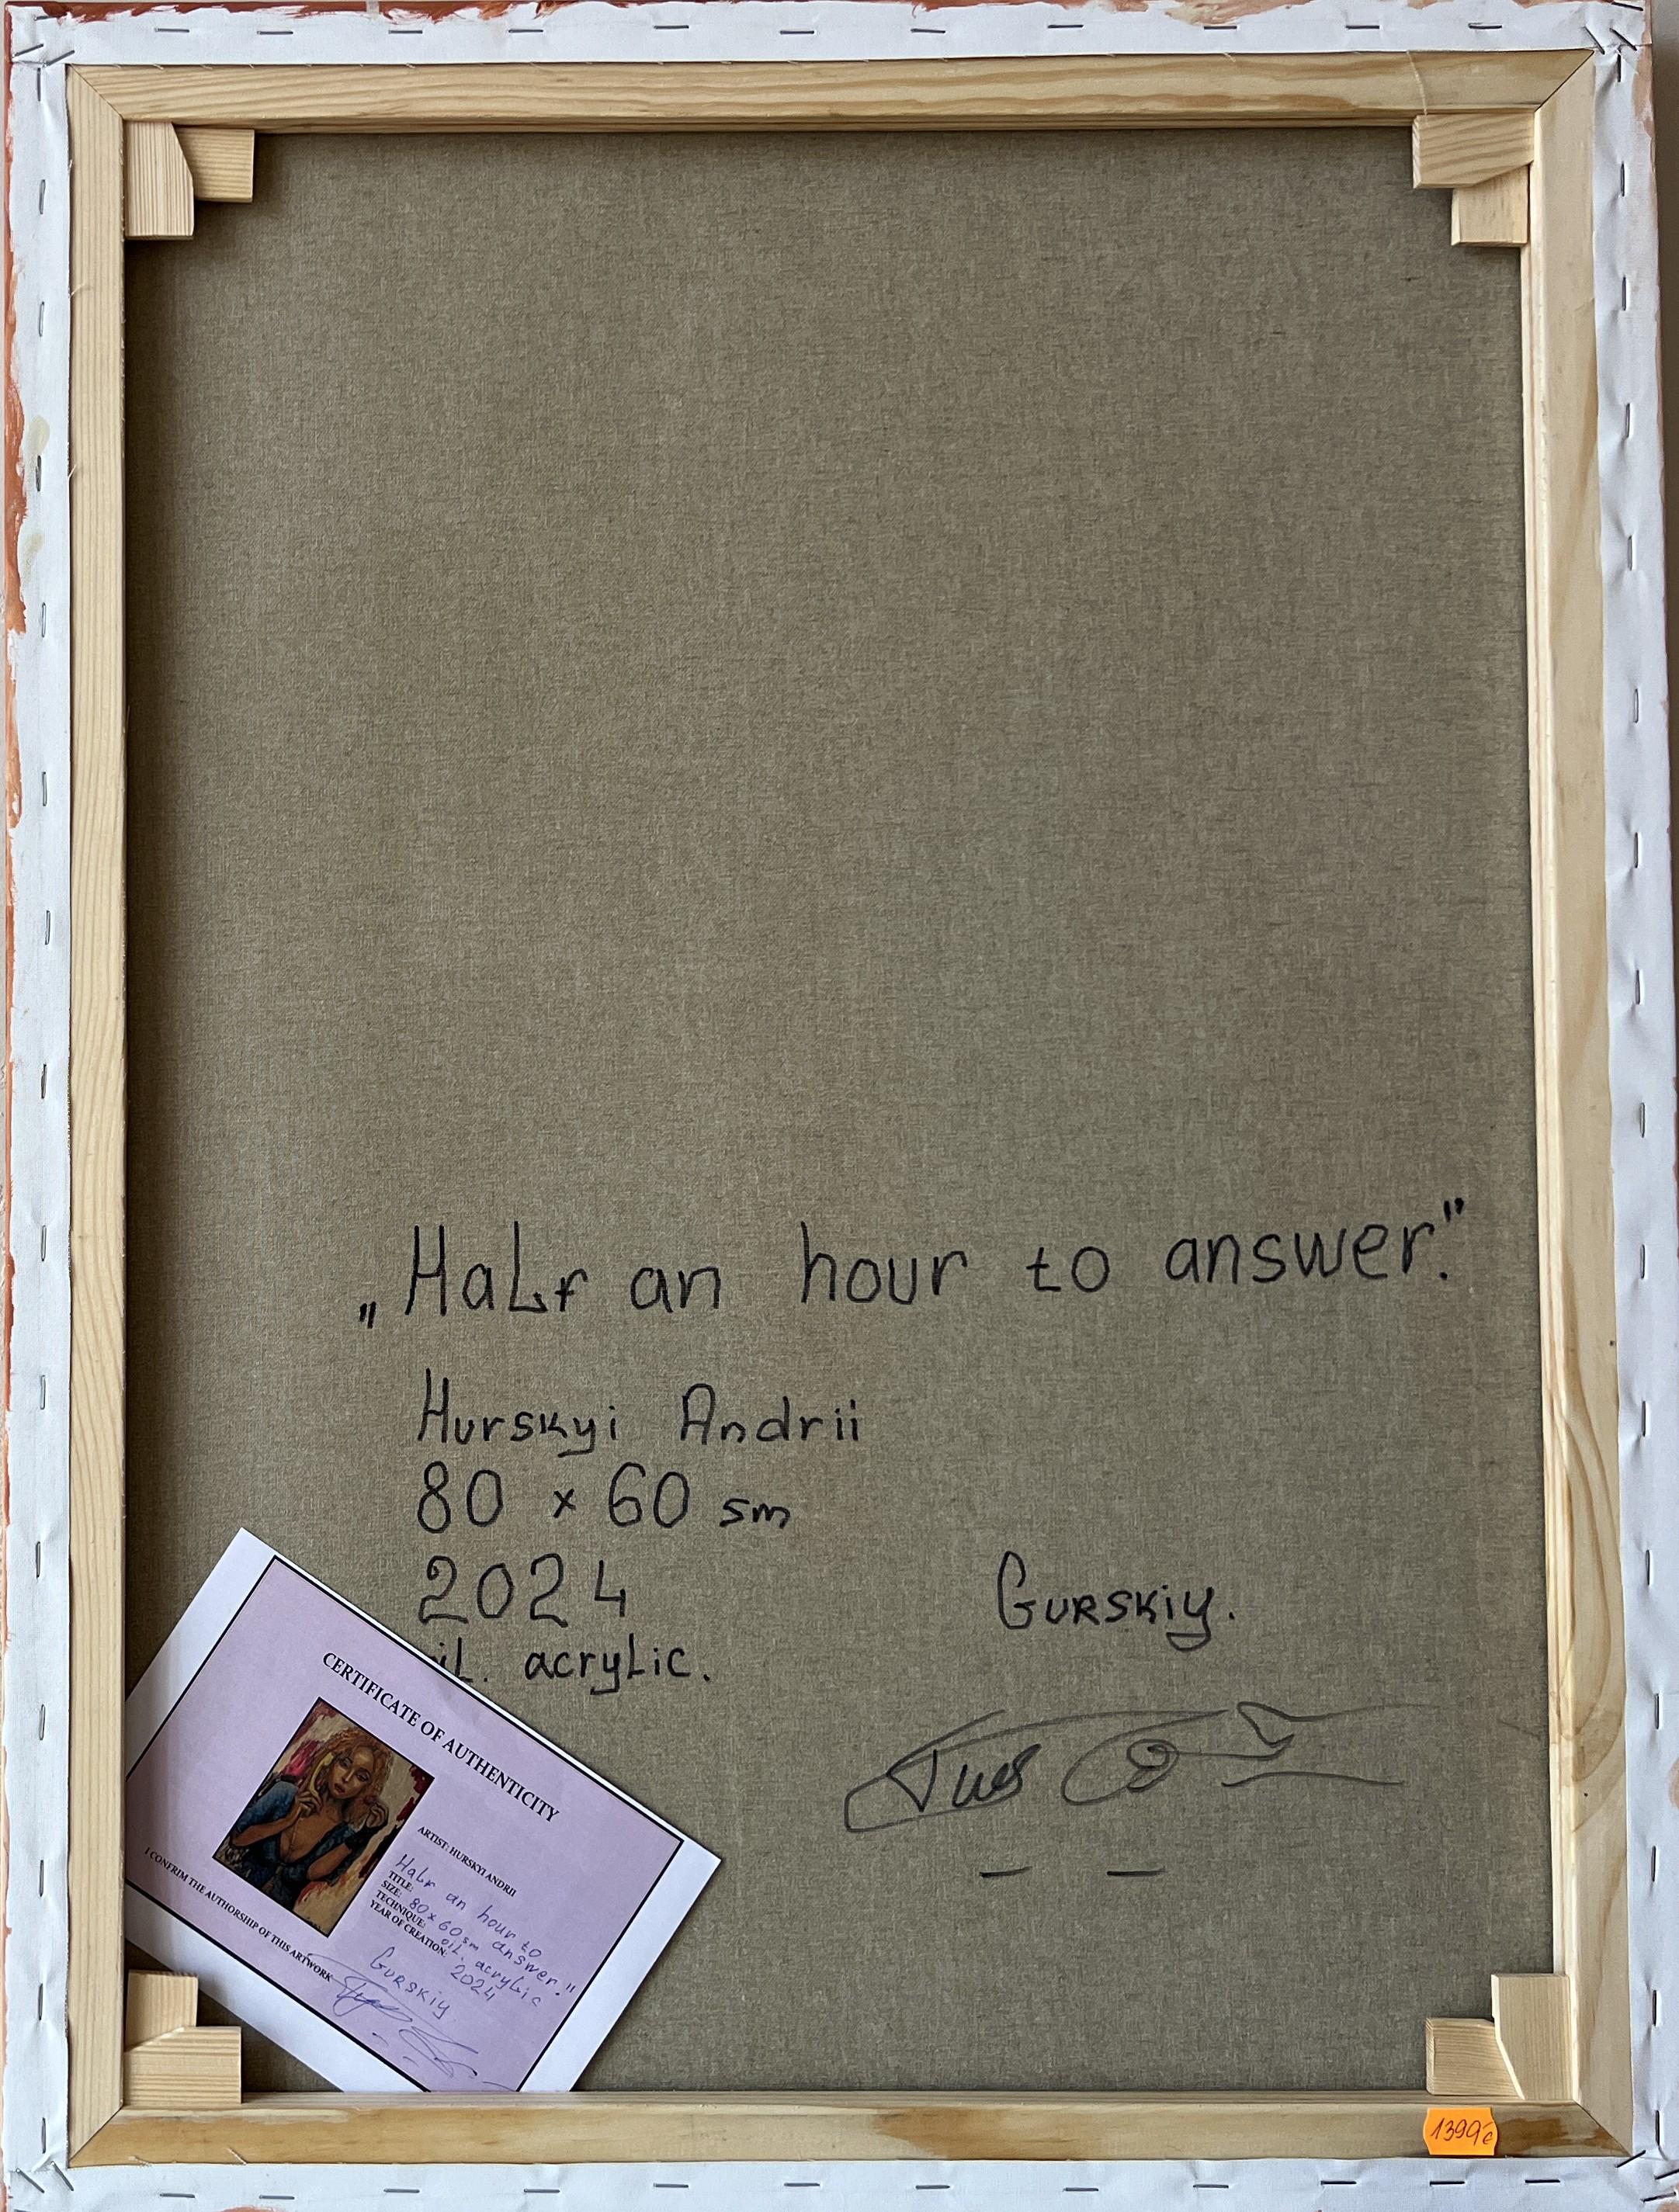 „HaLf an hour to answer."
Hurskyi Andrii
80 x 60 sm
2024
iL. acryLic.
GURSKiy.
CERTIFICATE OF AUTHENTICITY
ARTIST: HURSKYI ANDRII
TITLE: HaLf an hour to answer."
SIZE: 80 x 60 sm
TECHNIQUE: oiL. acryLic
YEAR OF CREATION: 2024
I CONFRIM THE AUTHORSHIP OF THIS ARTWORK
GURSKiy
1399€